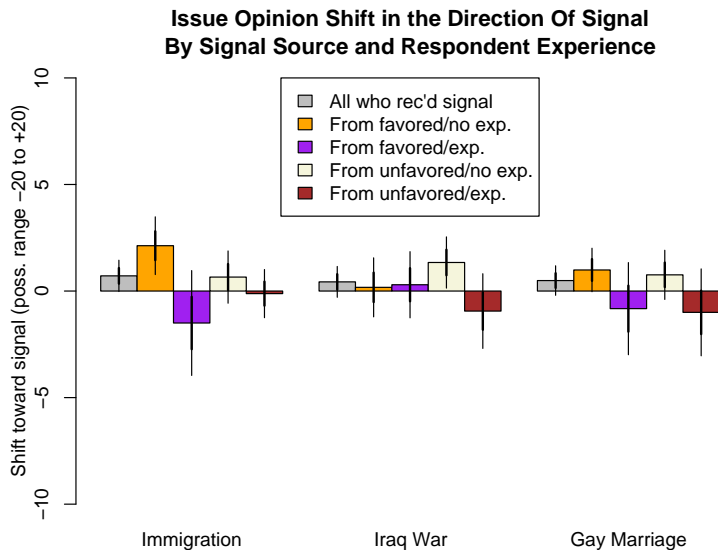 Issue Opinion Shift in the Direction Of Signal
By Signal Source and Respondent Experience
Shift toward signal (poss. range −20 to +20)
10
5
0
−5
−10
All who rec'd signal
From favored/no exp.
From favored/exp.
From unfavored/no exp.
From unfavored/exp.
Immigration
Iraq War
Gay Marriage